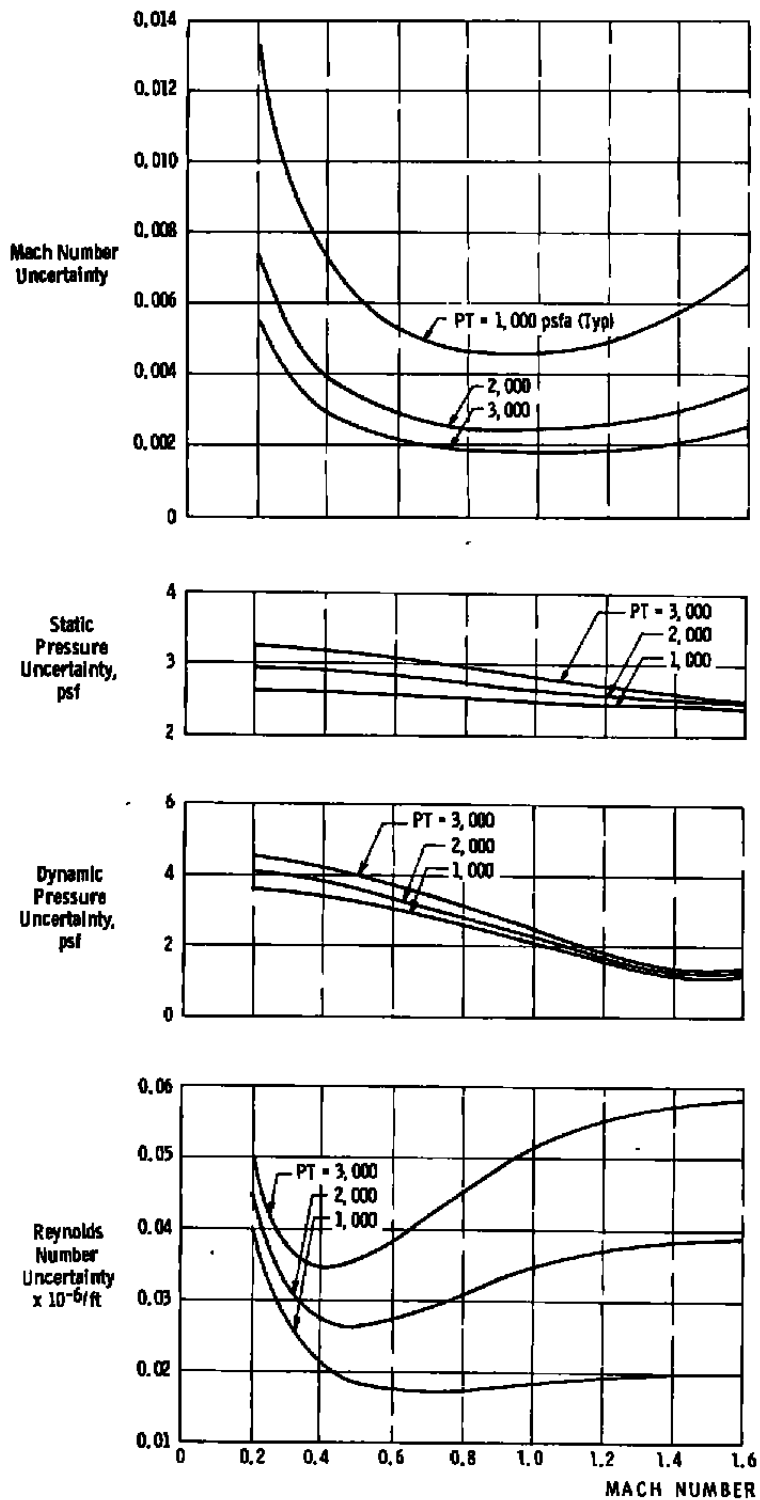 0.014
0.012
0.010
0.008
Mach Number
Uncertainty
0.006
PT = 1,000 psfa (Typ)
0.004
2,000
3,000
0.002
0
4
Static
Pressure
Uncertainty,
psf
PT = 3,000
2,000
3
1,000
2
6
PT = 3,000
2,000
Dynamic
Pressure
Uncertainty,
psf
4
1,000
2
0
0.06
0.05
PT = 3,000
2,000
0.04
1,000
Reynolds
Number
Uncertainty
x 10-6/ft
0.03
0.02
0.01
0 0.2 0.4 0.6 0.8 1.0 1.2 1.4 1.6
MACH NUMBER